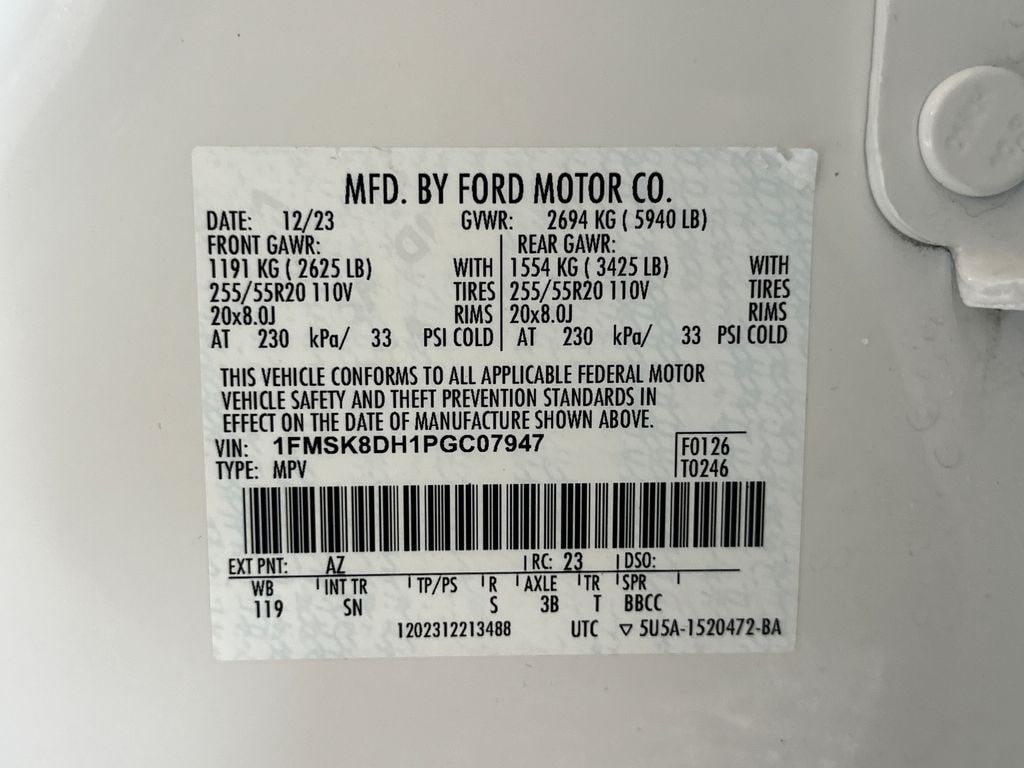 MFD. BY FORD MOTOR CO.
DATE: 12/23 GVWR: 2694 KG ( 5940 LB)
FRONT GAWR: REAR GAWR:
1191 KG ( 2625 LB) WITH 1554 KG ( 3425 LB) WITH
255/55R20 110V TIRES 255/55R20 110V TIRES
20x8.0J RIMS 20x8.0J RIMS
AT 230 kPa/ 33 PSI COLD AT 230 kPa/ 33 PSI COLD
THIS VEHICLE CONFORMS TO ALL APPLICABLE FEDERAL MOTOR
VEHICLE SAFETY AND THEFT PREVENTION STANDARDS IN
EFFECT ON THE DATE OF MANUFACTURE SHOWN ABOVE.
VIN: 1FMSK8DH1PGC07947 F0126
TYPE: MPV T0246
EXT PNT: AZ RC: 23 DSO:
WB INT TR TP/PS R AXLE TR SPR
119 SN S 3B T BBCC
1202312213488 UTC ▽ 5U5A-1520472-BA